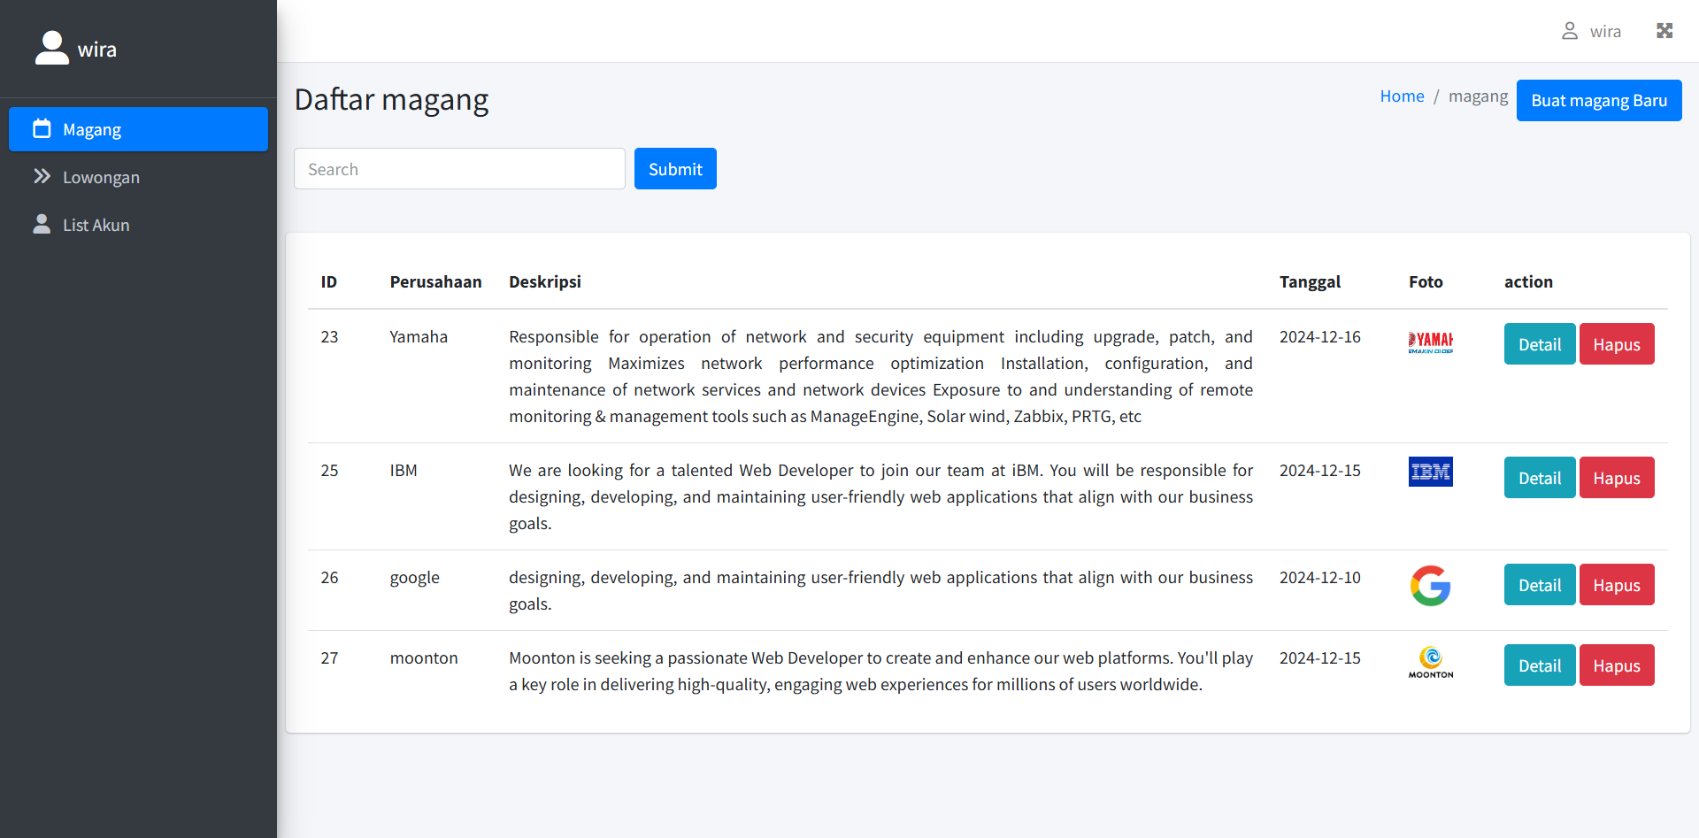 wira
wira
Magang
Lowongan
List Akun
Daftar magang
Home / magang
Buat magang Baru
Search
Submit
ID Perusahaan Deskripsi Tanggal Foto action
23 Yamaha Responsible for operation of network and security equipment including upgrade, patch, and 2024-12-16 YAMAH Detail Hapus
monitoring Maximizes network performance optimization Installation, configuration, and
maintenance of network services and network devices Exposure to and understanding of remote
monitoring & management tools such as ManageEngine, Solar wind, Zabbix, PRTG, etc
25 IBM We are looking for a talented Web Developer to join our team at iBM. You will be responsible for 2024-12-15 IBM Detail Hapus
designing, developing, and maintaining user-friendly web applications that align with our business
goals.
26 google designing, developing, and maintaining user-friendly web applications that align with our business 2024-12-10 G Detail Hapus
goals.
27 moonton Moonton is seeking a passionate Web Developer to create and enhance our web platforms. You'll play 2024-12-15 MOONTON Detail Hapus
a key role in delivering high-quality, engaging web experiences for millions of users worldwide.